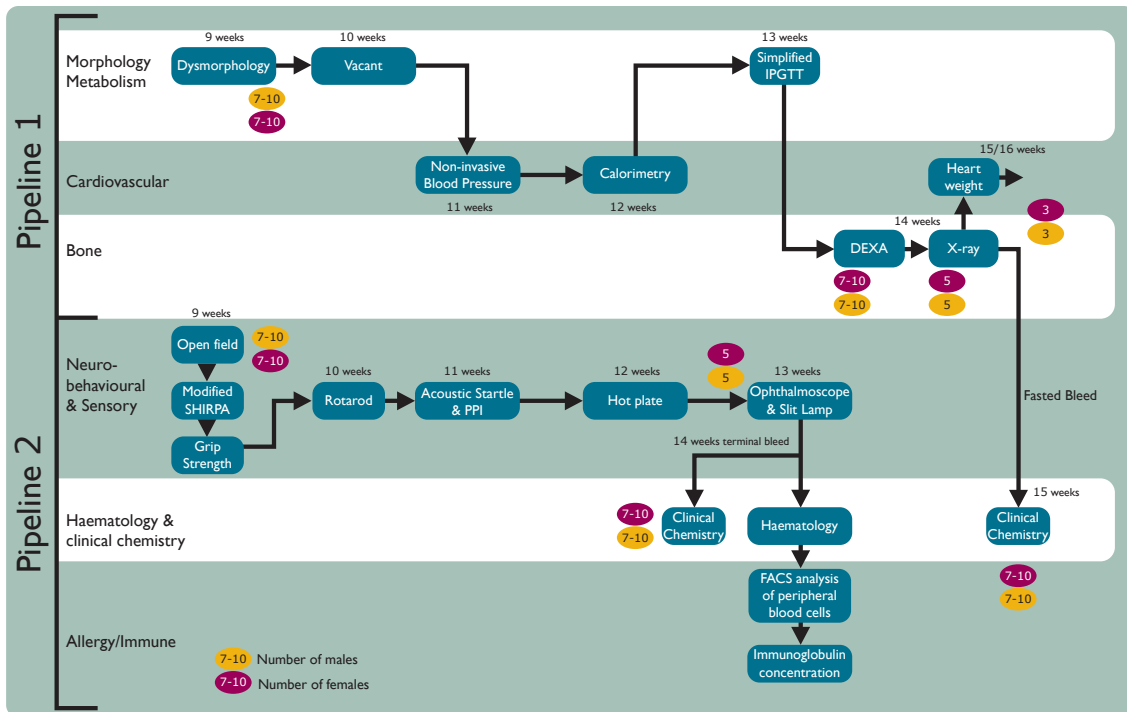 Pipeline 1
Morphology
Metabolism
9 weeks
Dysmorphology
7-10
7-10
10 weeks
Vacant
13 weeks
Simplified
IPGTT
Cardiovascular
Non-invasive
Blood Pressure
11 weeks
Calorimetry
12 weeks
15/16 weeks
Heart
weight
3
3
Bone
14 weeks
DEXA
X-ray
7-10
7-10
5
5
Pipeline 2
Neuro-
behavioural
& Sensory
9 weeks
Open field
7-10
7-10
Modified
SHIRPA
Grip
Strength
10 weeks
Rotarod
11 weeks
Acoustic Startle
& PPI
12 weeks
Hot plate
5
5
13 weeks
Ophthalmoscope
& Slit Lamp
Fasted Bleed
14 weeks terminal bleed
Haematology &
clinical chemistry
7-10
7-10
Clinical
Chemistry
Haematology
15 weeks
Clinical
Chemistry
7-10
7-10
Allergy/Immune
FACS analysis
of peripheral
blood cells
Immunoglobulin
concentration
7-10 Number of males
7-10 Number of females